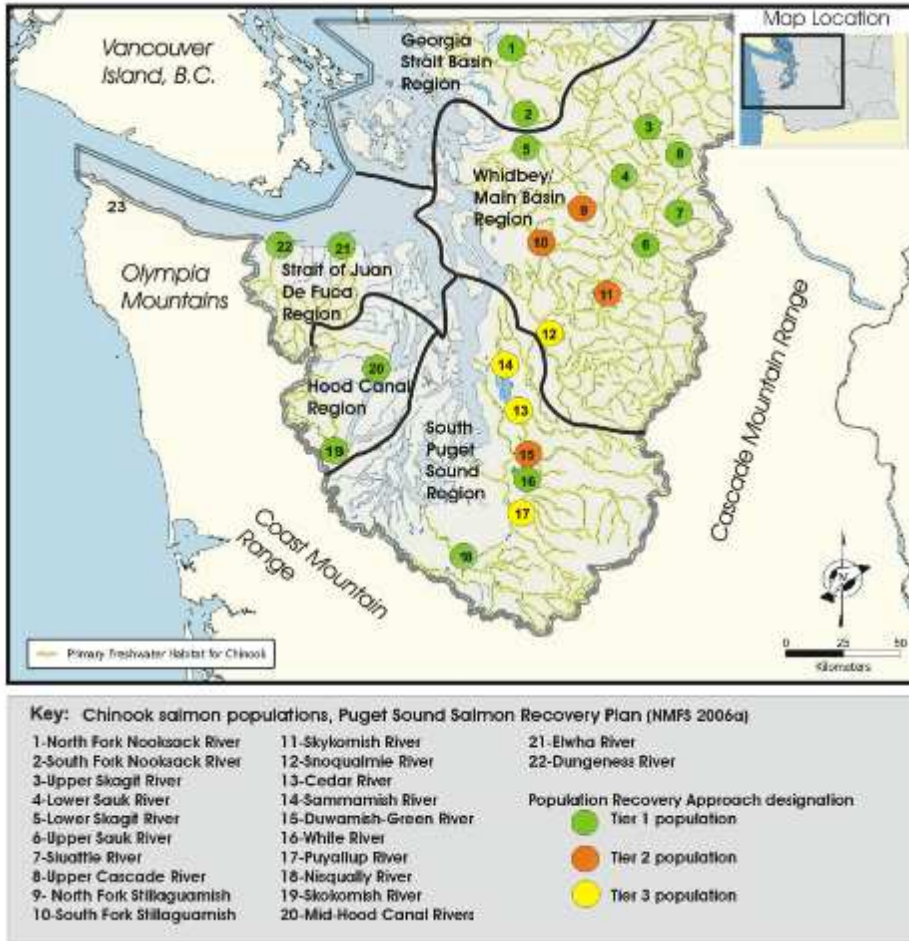 Map Location
Vancouver
Island, B.C.
Georgia
Strait Basin
Region
1
2
3
5
8
4
Whidbey/
Main Basin
Region
9
7
10
6
23
22
21
Olympia
Mountains
Strait of Juan
De Fuca
Region
11
12
14
20
Hood Canal
Region
13
Cascade Mountain Range
South
Puget
Sound
Region
15
19
16
17
18
Coast Mountain
Range
N
Primary Freshwater Habitat for Chinook
0 25 50
Kilometers
Key: Chinook salmon populations, Puget Sound Salmon Recovery Plan (NMFS 2006a)
1-North Fork Nooksack River
2-South Fork Nooksack River
3-Upper Skagit River
4-Lower Sauk River
5-Lower Skagit River
6-Upper Sauk River
7-Siuattle River
8-Upper Cascade River
9- North Fork Stillaguamish
10-South Fork Stillaguamish
11-Skykomish River
12-Snoqualmie River
13-Cedar River
14-Sammamish River
15-Duwamish-Green River
16-White River
17-Puyallup River
18-Nisqually River
19-Skokomish River
20-Mid-Hood Canal Rivers
21-Elwha River
22-Dungeness River
Population Recovery Approach designation
Tier 1 population
Tier 2 population
Tier 3 population